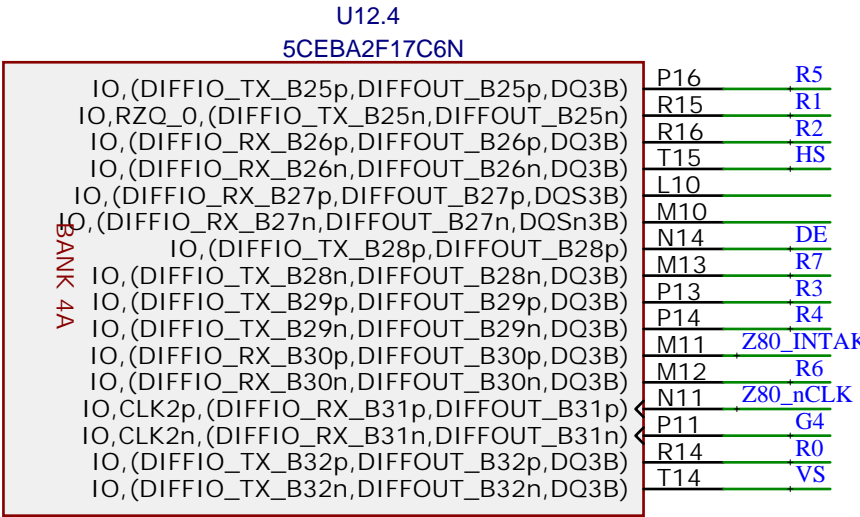 U12.4
5CEBA2F17C6N
IO,(DIFFIO_TX_B25p,DIFFOUT_B25p,DQ3B) P16 R5
IO,RZQ_0,(DIFFIO_TX_B25n,DIFFOUT_B25n) R15 R1
IO,(DIFFIO_RX_B26p,DIFFOUT_B26p,DQ3B) R16 R2
IO,(DIFFIO_RX_B26n,DIFFOUT_B26n,DQ3B) T15 HS
IO,(DIFFIO_RX_B27p,DIFFOUT_B27p,DQS3B) L10
IO,(DIFFIO_RX_B27n,DIFFOUT_B27n,DQSn3B) M10
IO,(DIFFIO_TX_B28p,DIFFOUT_B28p) N14 DE
IO,(DIFFIO_TX_B28n,DIFFOUT_B28n,DQ3B) M13 R7
IO,(DIFFIO_TX_B29p,DIFFOUT_B29p,DQ3B) P13 R3
IO,(DIFFIO_TX_B29n,DIFFOUT_B29n,DQ3B) P14 R4
IO,(DIFFIO_RX_B30p,DIFFOUT_B30p,DQ3B) M11 Z80_INTAK
IO,(DIFFIO_RX_B30n,DIFFOUT_B30n,DQ3B) M12 R6
IO,CLK2p,(DIFFIO_RX_B31p,DIFFOUT_B31p) N11 Z80_nCLK
IO,CLK2n,(DIFFIO_RX_B31n,DIFFOUT_B31n) P11 G4
IO,(DIFFIO_TX_B32p,DIFFOUT_B32p,DQ3B) R14 R0
IO,(DIFFIO_TX_B32n,DIFFOUT_B32n,DQ3B) T14 VS
BANK 4A